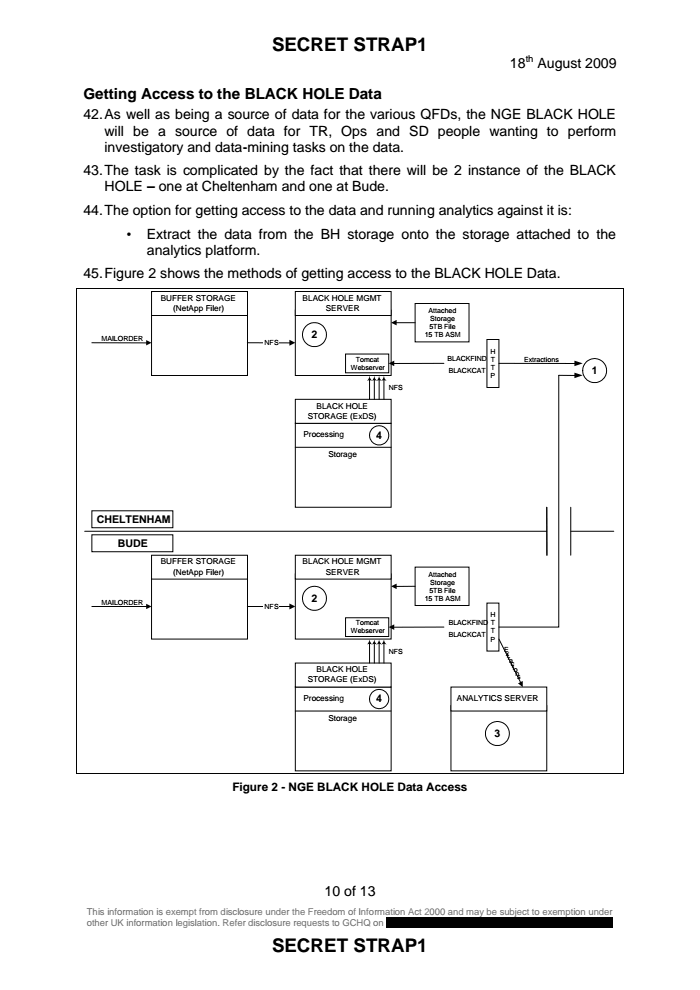 SECRET STRAP1
18th August 2009
Getting Access to the BLACK HOLE Data
42. As well as being a source of data for the various QFDs, the NGE BLACK HOLE
will be a source of data for TR, Ops and SD people wanting to perform
investigatory and data-mining tasks on the data.
43. The task is complicated by the fact that there will be 2 instance of the BLACK
HOLE – one at Cheltenham and one at Bude.
44. The option for getting access to the data and running analytics against it is:
• Extract the data from the BH storage onto the storage attached to the
analytics platform.
45. Figure 2 shows the methods of getting access to the BLACK HOLE Data.
BUFFER STORAGE
(NetApp Filer)
MAILORDER
NFS
BLACK HOLE MGMT
SERVER
2
Tomcat
Webserver
Attached
Storage
5TB File
15 TB ASM
BLACKFIND
BLACKCAT
HTTP
Extractions
1
NFS
BLACK HOLE
STORAGE (ExDS)
Processing
4
Storage
CHELTENHAM
BUDE
BUFFER STORAGE
(NetApp Filer)
MAILORDER
NFS
BLACK HOLE MGMT
SERVER
2
Tomcat
Webserver
Attached
Storage
5TB File
15 TB ASM
BLACKFIND
BLACKCAT
HTTP
NFS
BLACK HOLE
STORAGE (ExDS)
Processing
4
Storage
ANALYTICS SERVER
3
Figure 2 - NGE BLACK HOLE Data Access
10 of 13
This information is exempt from disclosure under the Freedom of Information Act 2000 and may be subject to exemption under
other UK information legislation. Refer disclosure requests to GCHQ on
SECRET STRAP1